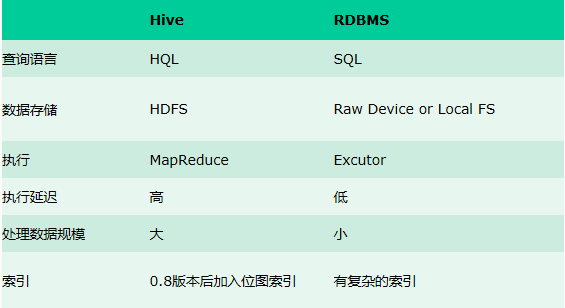 Hive RDBMS
查询语言 HQL SQL
数据存储 HDFS Raw Device or Local FS
执行 MapReduce Excutor
执行延迟 高 低
处理数据规模 大 小
索引 0.8版本后加入位图索引 有复杂的索引